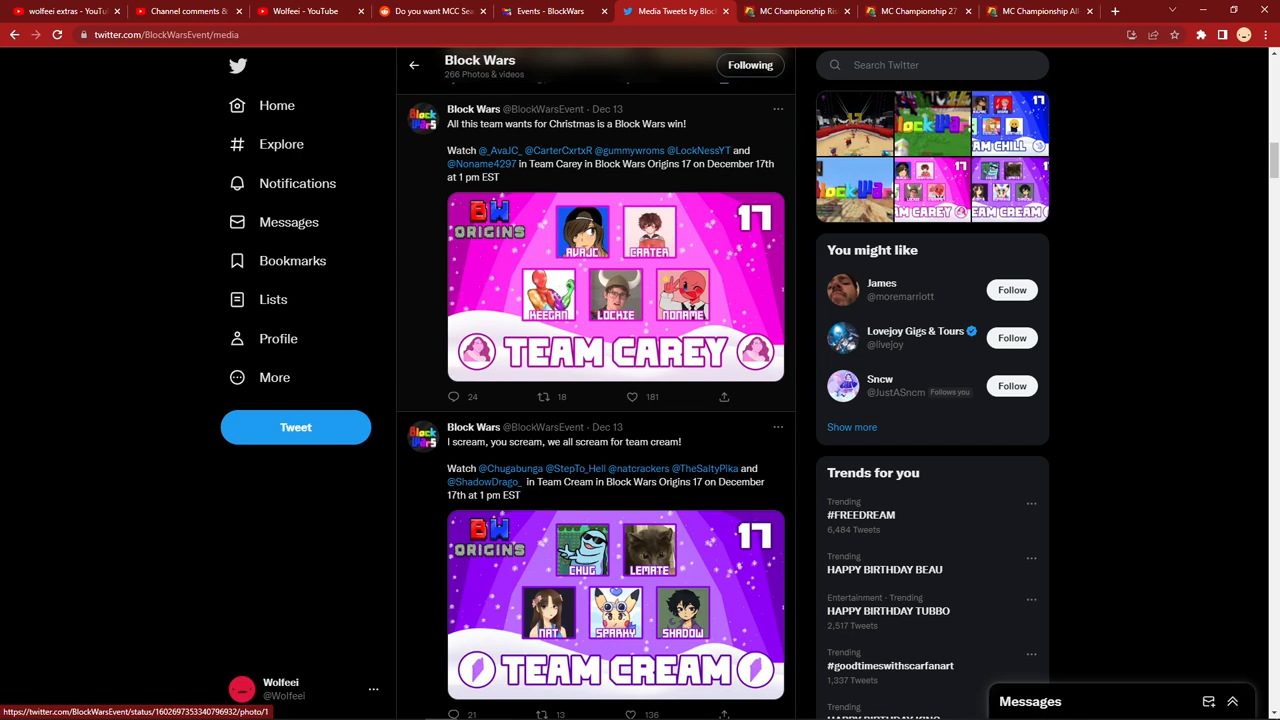 wolfeei extras - YouTu
Channel comments &
Wolfeei - YouTube
Do you want MCC Sea
Events - BlockWars
Media Tweets by Bloc
MC Championship Ris
MC Championship 27
MC Championship All-
twitter.com/BlockWarsEvent/media
Home
Explore
Notifications
Messages
Bookmarks
Lists
Profile
More
Tweet
Wolfeei
@Wolfeei
https://twitter.com/BlockWarsEvent/status/1602697353340796932/photo/1
Block Wars
266 Photos & videos
Following
Block Wars @BlockWarsEvent · Dec 13
All this team wants for Christmas is a Block Wars win!
Watch @_AvaJC_ @CarterCxrtxR @gummywroms @LockNessYT and
@Noname4297 in Team Carey in Block Wars Origins 17 on December 17th
at 1 pm EST
BW
ORIGINS
17
AVAJC
CARTER
KEEGAN
LOCKIE
NONAME
TEAM CAREY
24
18
181
Block Wars @BlockWarsEvent · Dec 13
I scream, you scream, we all scream for team cream!
Watch @Chugabunga @StepTo_Hell @natcrackers @TheSaltyPlka and
@ShadowDrago_ in Team Cream in Block Wars Origins 17 on December
17th at 1 pm EST
BW
ORIGINS
17
CHUG
LEMATE
NAT
SPARKY
SHADOW
TEAM CREAM
21
13
136
Search Twitter
17
AM CHILL
17
AM CAREY
17
AM CREAM
You might like
James
@moremarriott
Follow
Lovejoy Gigs & Tours
@livejoy
Follow
Sncw
@JustASncm Follows you
Follow
Show more
Trends for you
Trending
#FREEDREAM
6,484 Tweets
Trending
HAPPY BIRTHDAY BEAU
Entertainment · Trending
HAPPY BIRTHDAY TUBBO
2,517 Tweets
Trending
#goodtimeswithscarfanart
1,337 Tweets
Trending
Messages